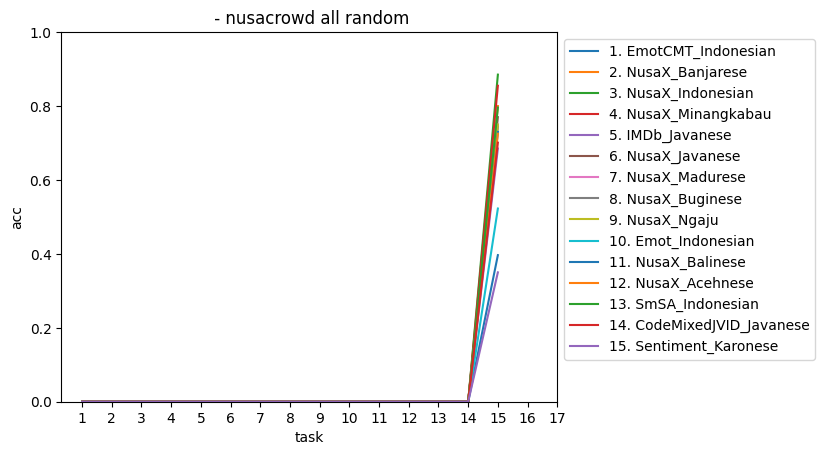 - nusacrowd all random
1.0
0.8
0.6
0.4
0.2
0.0
acc
1 2 3 4 5 6 7 8 9 10 11 12 13 14 15 16 17
task
1. EmotCMT_Indonesian
2. NusaX_Banjarese
3. NusaX_Indonesian
4. NusaX_Minangkabau
5. IMDb_Javanese
6. NusaX_Javanese
7. NusaX_Madurese
8. NusaX_Buginese
9. NusaX_Ngaju
10. Emot_Indonesian
11. NusaX_Balinese
12. NusaX_Acehnese
13. SmSA_Indonesian
14. CodeMixedJVID_Javanese
15. Sentiment_Karonese